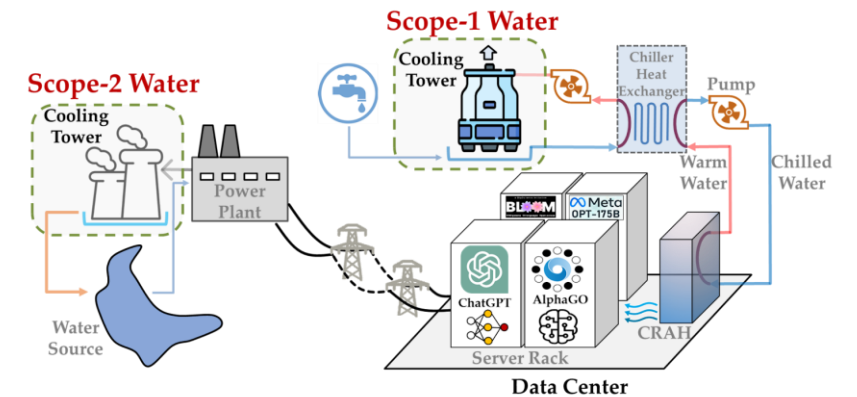 Scope-1 Water
Scope-2 Water
Cooling
Tower
Cooling
Tower
Chiller
Heat
Exchanger
Pump
Power
Plant
Warm
Water
Chilled
Water
BLOOM
Meta
OPT-175B
ChatGPT
AlphaGO
Water
Source
Server Rack
CRAH
Data Center